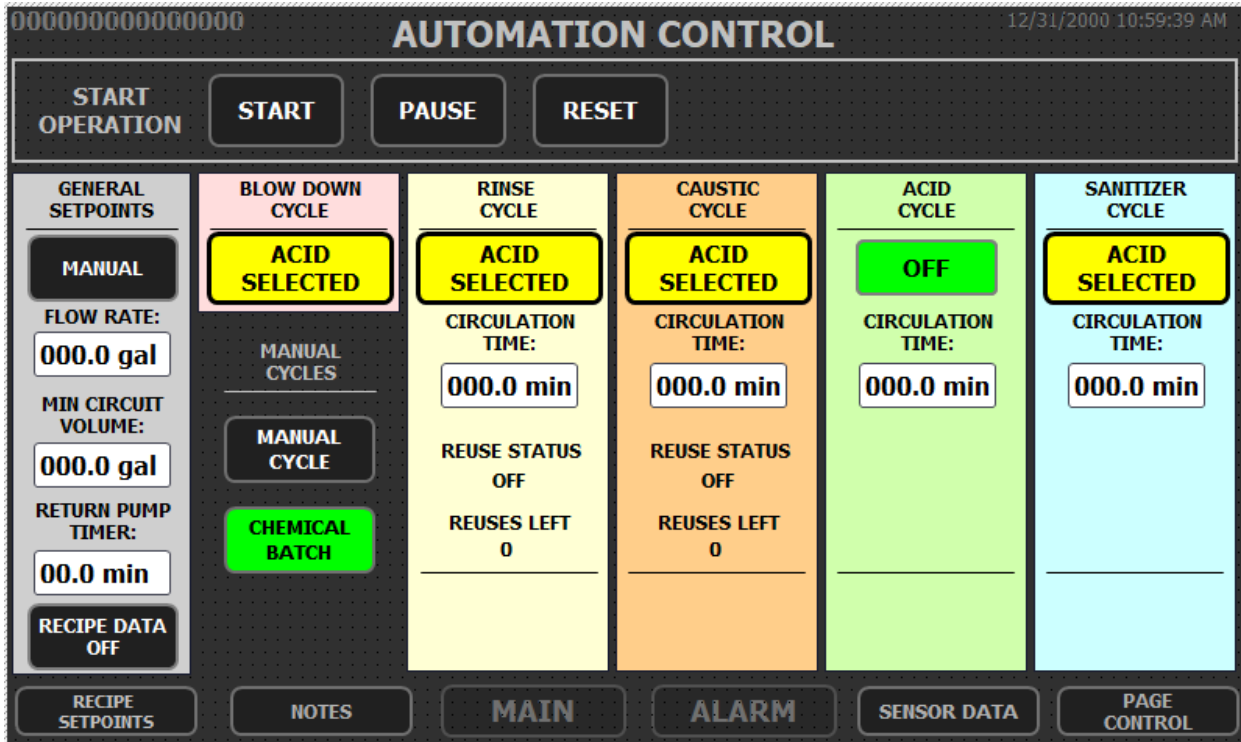 000000000000000
12/31/2000 10:59:39 AM
AUTOMATION CONTROL
START
OPERATION
START
PAUSE
RESET
GENERAL
SETPOINTS
MANUAL
FLOW RATE:
000.0 gal
MIN CIRCUIT
VOLUME:
000.0 gal
RETURN PUMP
TIMER:
00.0 min
RECIPE DATA
OFF
BLOW DOWN
CYCLE
ACID
SELECTED
MANUAL
CYCLES
MANUAL
CYCLE
CHEMICAL
BATCH
RINSE
CYCLE
ACID
SELECTED
CIRCULATION
TIME:
000.0 min
REUSE STATUS
OFF
REUSES LEFT
0
CAUSTIC
CYCLE
ACID
SELECTED
CIRCULATION
TIME:
000.0 min
REUSE STATUS
OFF
REUSES LEFT
0
ACID
CYCLE
OFF
CIRCULATION
TIME:
000.0 min
SANITIZER
CYCLE
ACID
SELECTED
CIRCULATION
TIME:
000.0 min
RECIPE
SETPOINTS
NOTES
MAIN
ALARM
SENSOR DATA
PAGE
CONTROL